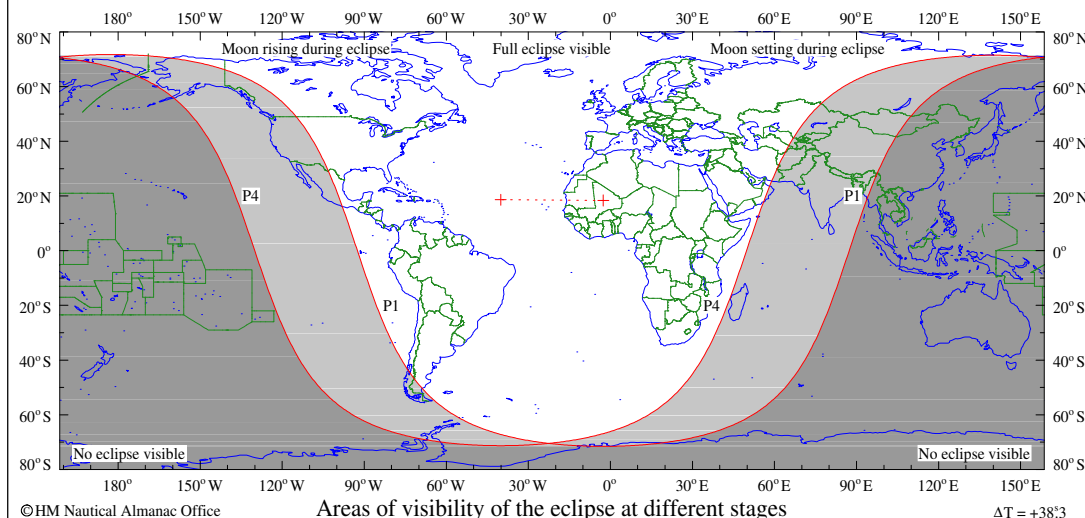 180° 150° W 120° W 90° W 60° W 30° W 0° 30° E 60° E 90° E 120° E 150° E
80° N Moon rising during eclipse Full eclipse visible Moon setting during eclipse 80° N
60° N 60° N
40° N 40° N
20° N P4 P1 20° N
0° 0°
20° S P1 P4 20° S
40° S 40° S
60° S 60° S
No eclipse visible No eclipse visible
80° S 80° S
180° 150° W 120° W 90° W 60° W 30° W 0° 30° E 60° E 90° E 120° E 150° E
©HM Nautical Almanac Office Areas of visibility of the eclipse at different stages ΔT = +38ˢ.3